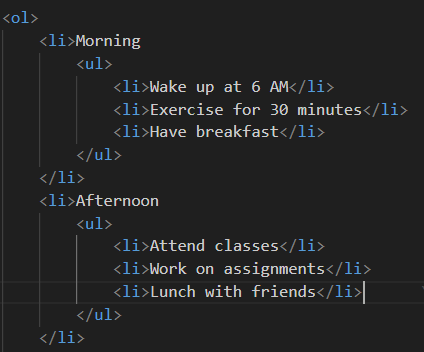 <ol>
<li>Morning
<ul>
<li>Wake up at 6 AM</li>
<li>Exercise for 30 minutes</li>
<li>Have breakfast</li>
</ul>
</li>
<li>Afternoon
<ul>
<li>Attend classes</li>
<li>Work on assignments</li>
<li>Lunch with friends</li>
</ul>
</li>